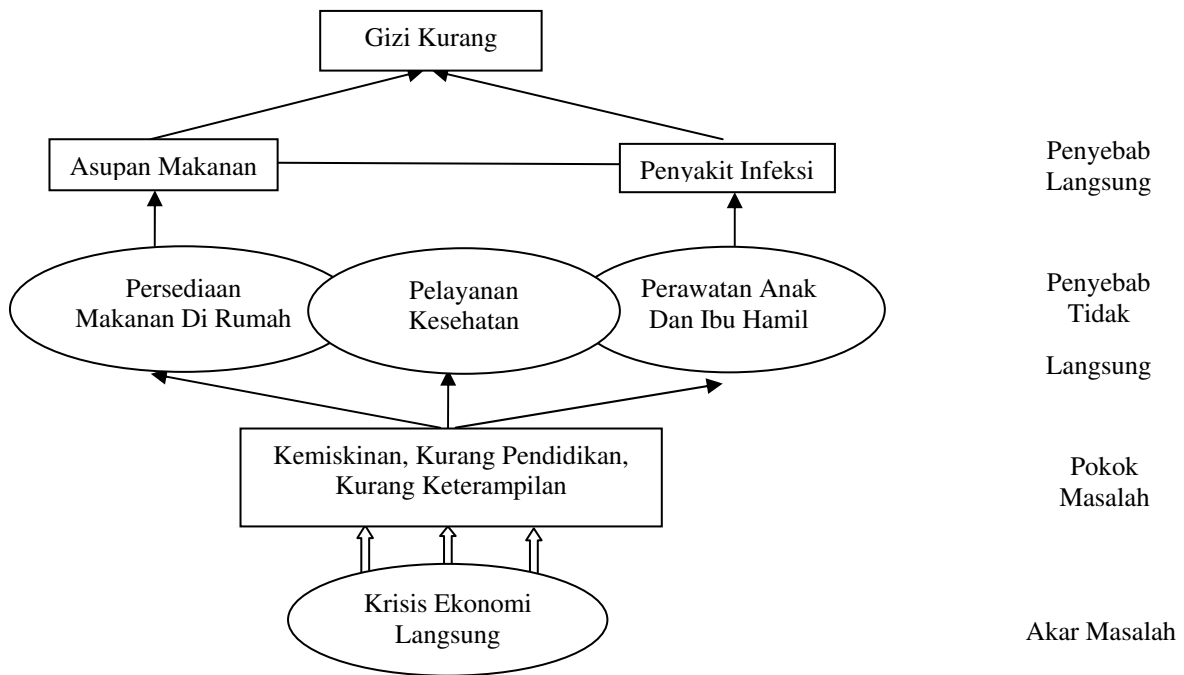 Gizi Kurang
Asupan Makanan
Penyakit Infeksi
Penyebab
Langsung
Persediaan
Makanan Di Rumah
Pelayanan
Kesehatan
Perawatan Anak
Dan Ibu Hamil
Penyebab
Tidak
Langsung
Kemiskinan, Kurang Pendidikan,
Kurang Keterampilan
Pokok
Masalah
Krisis Ekonomi
Langsung
Akar Masalah